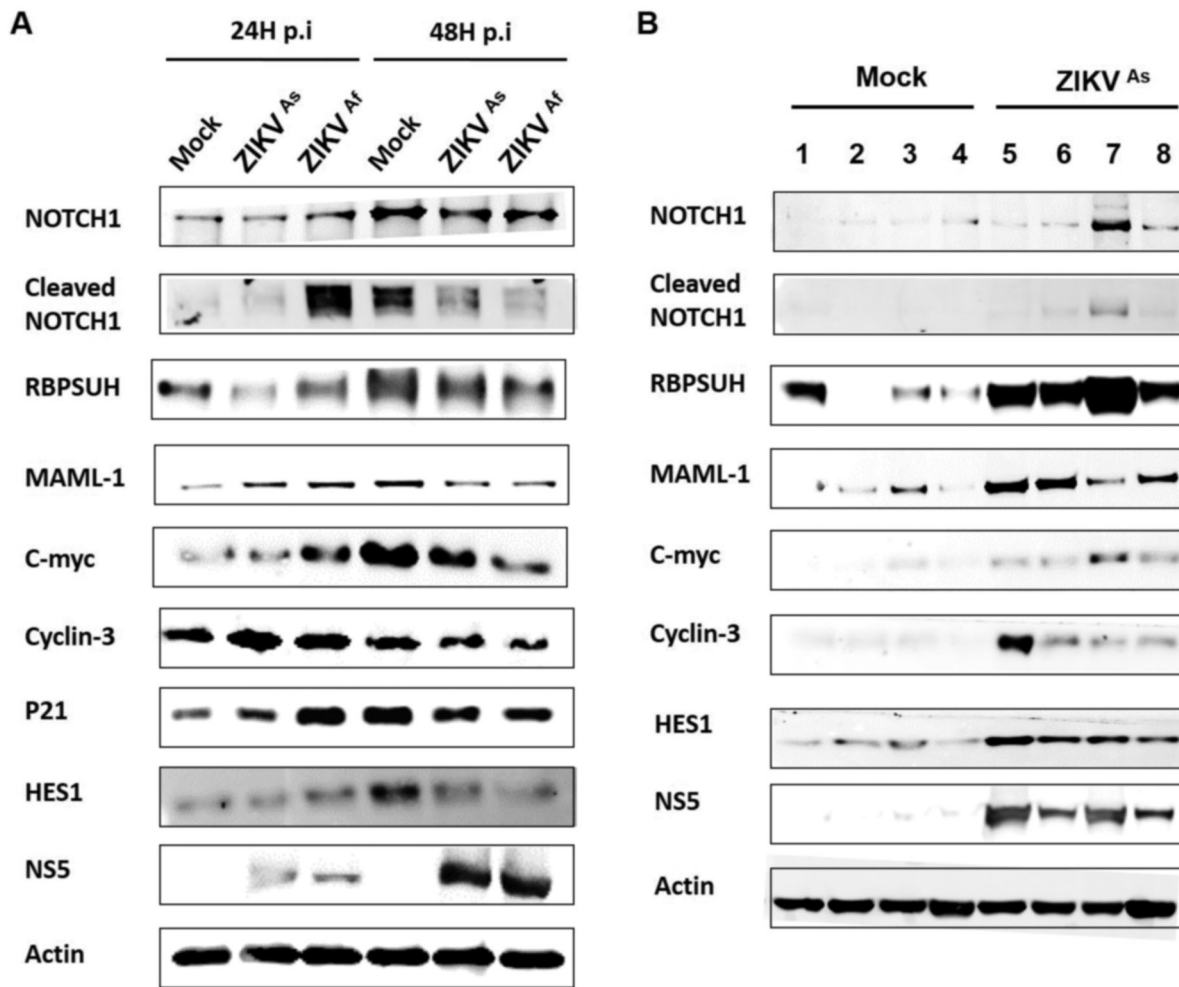 A
24H p.i
48H p.i
Mock
ZIKV As
ZIKV Af
Mock
ZIKV As
ZIKV Af
NOTCH1
Cleaved
NOTCH1
RBPSUH
MAML-1
C-myc
Cyclin-3
P21
HES1
NS5
Actin
B
Mock
ZIKV As
1 2 3 4 5 6 7 8
NOTCH1
Cleaved
NOTCH1
RBPSUH
MAML-1
C-myc
Cyclin-3
HES1
NS5
Actin